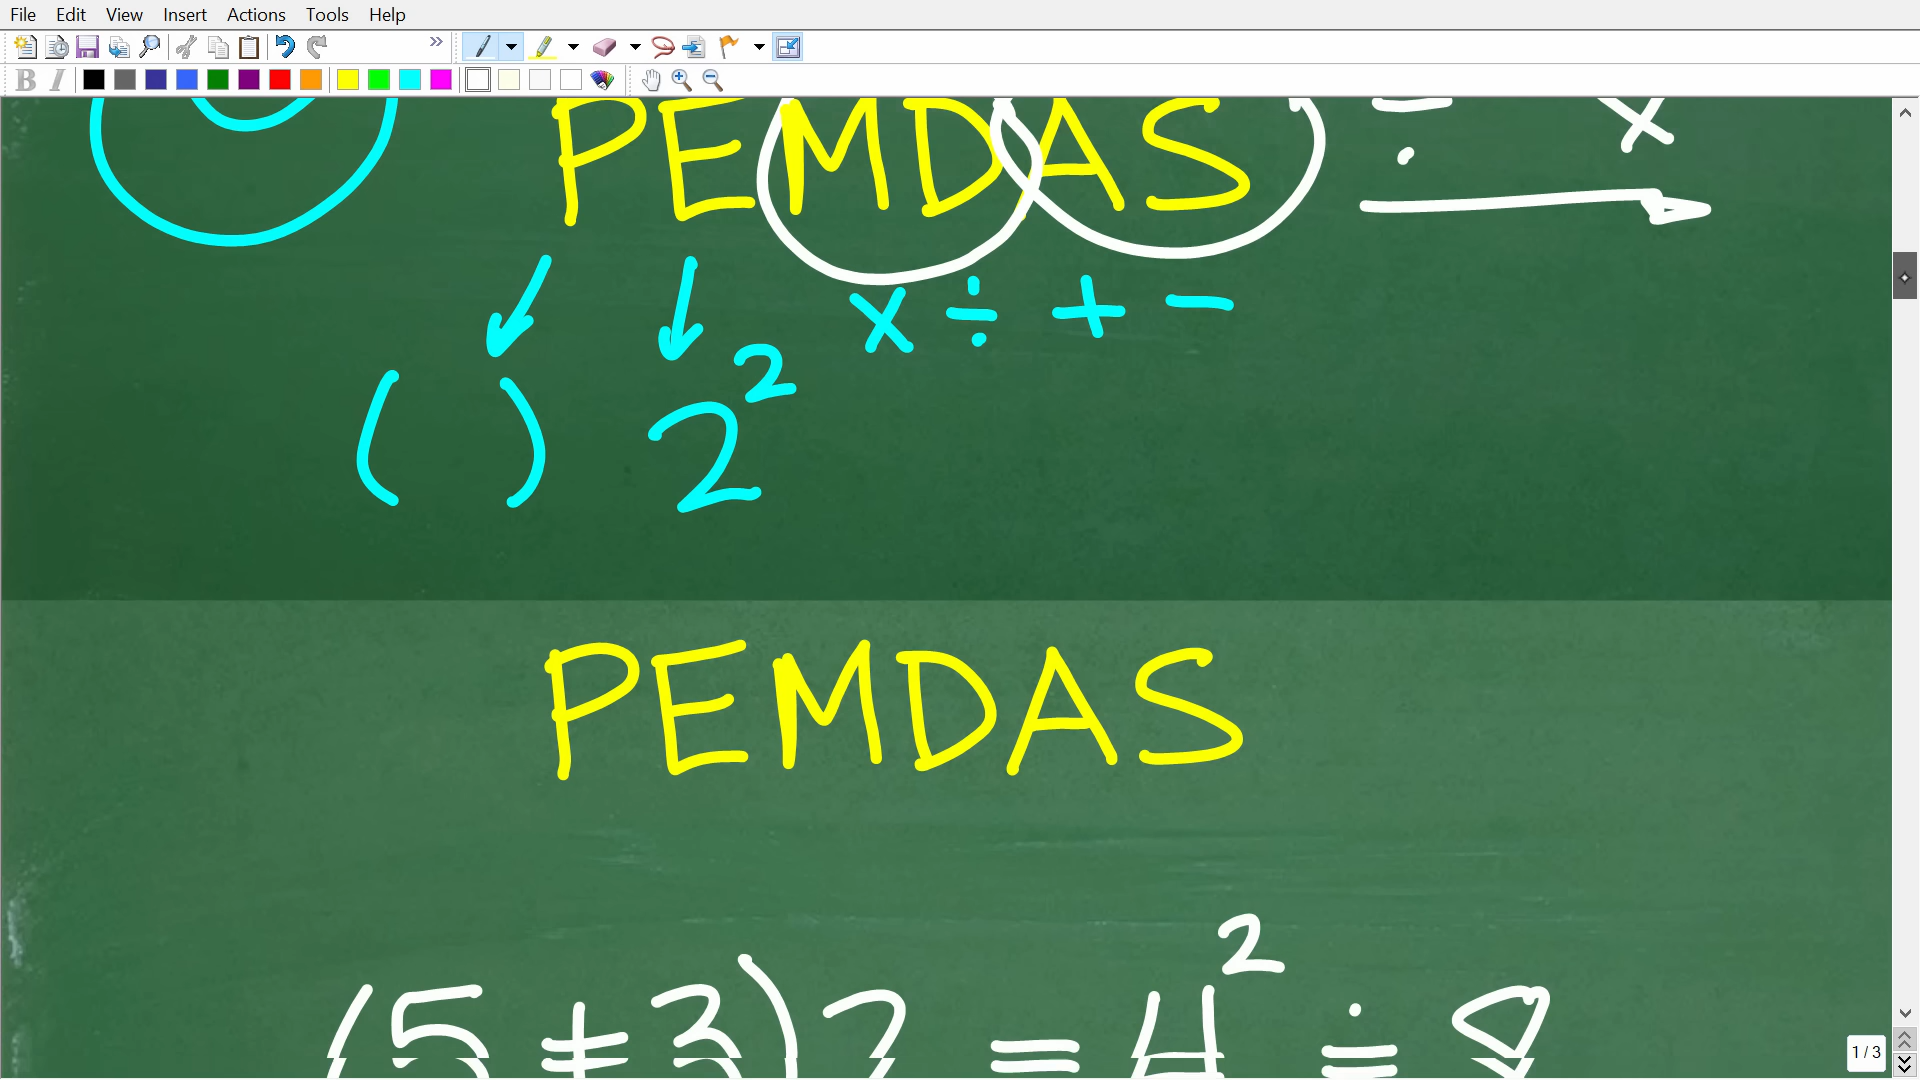 File Edit View Insert Actions Tools Help
B I
PEMDAS ÷ x
x ÷ + -
( ) 2²
PEMDAS
(5 + 3)2 - 4² ÷ 8
1 / 3